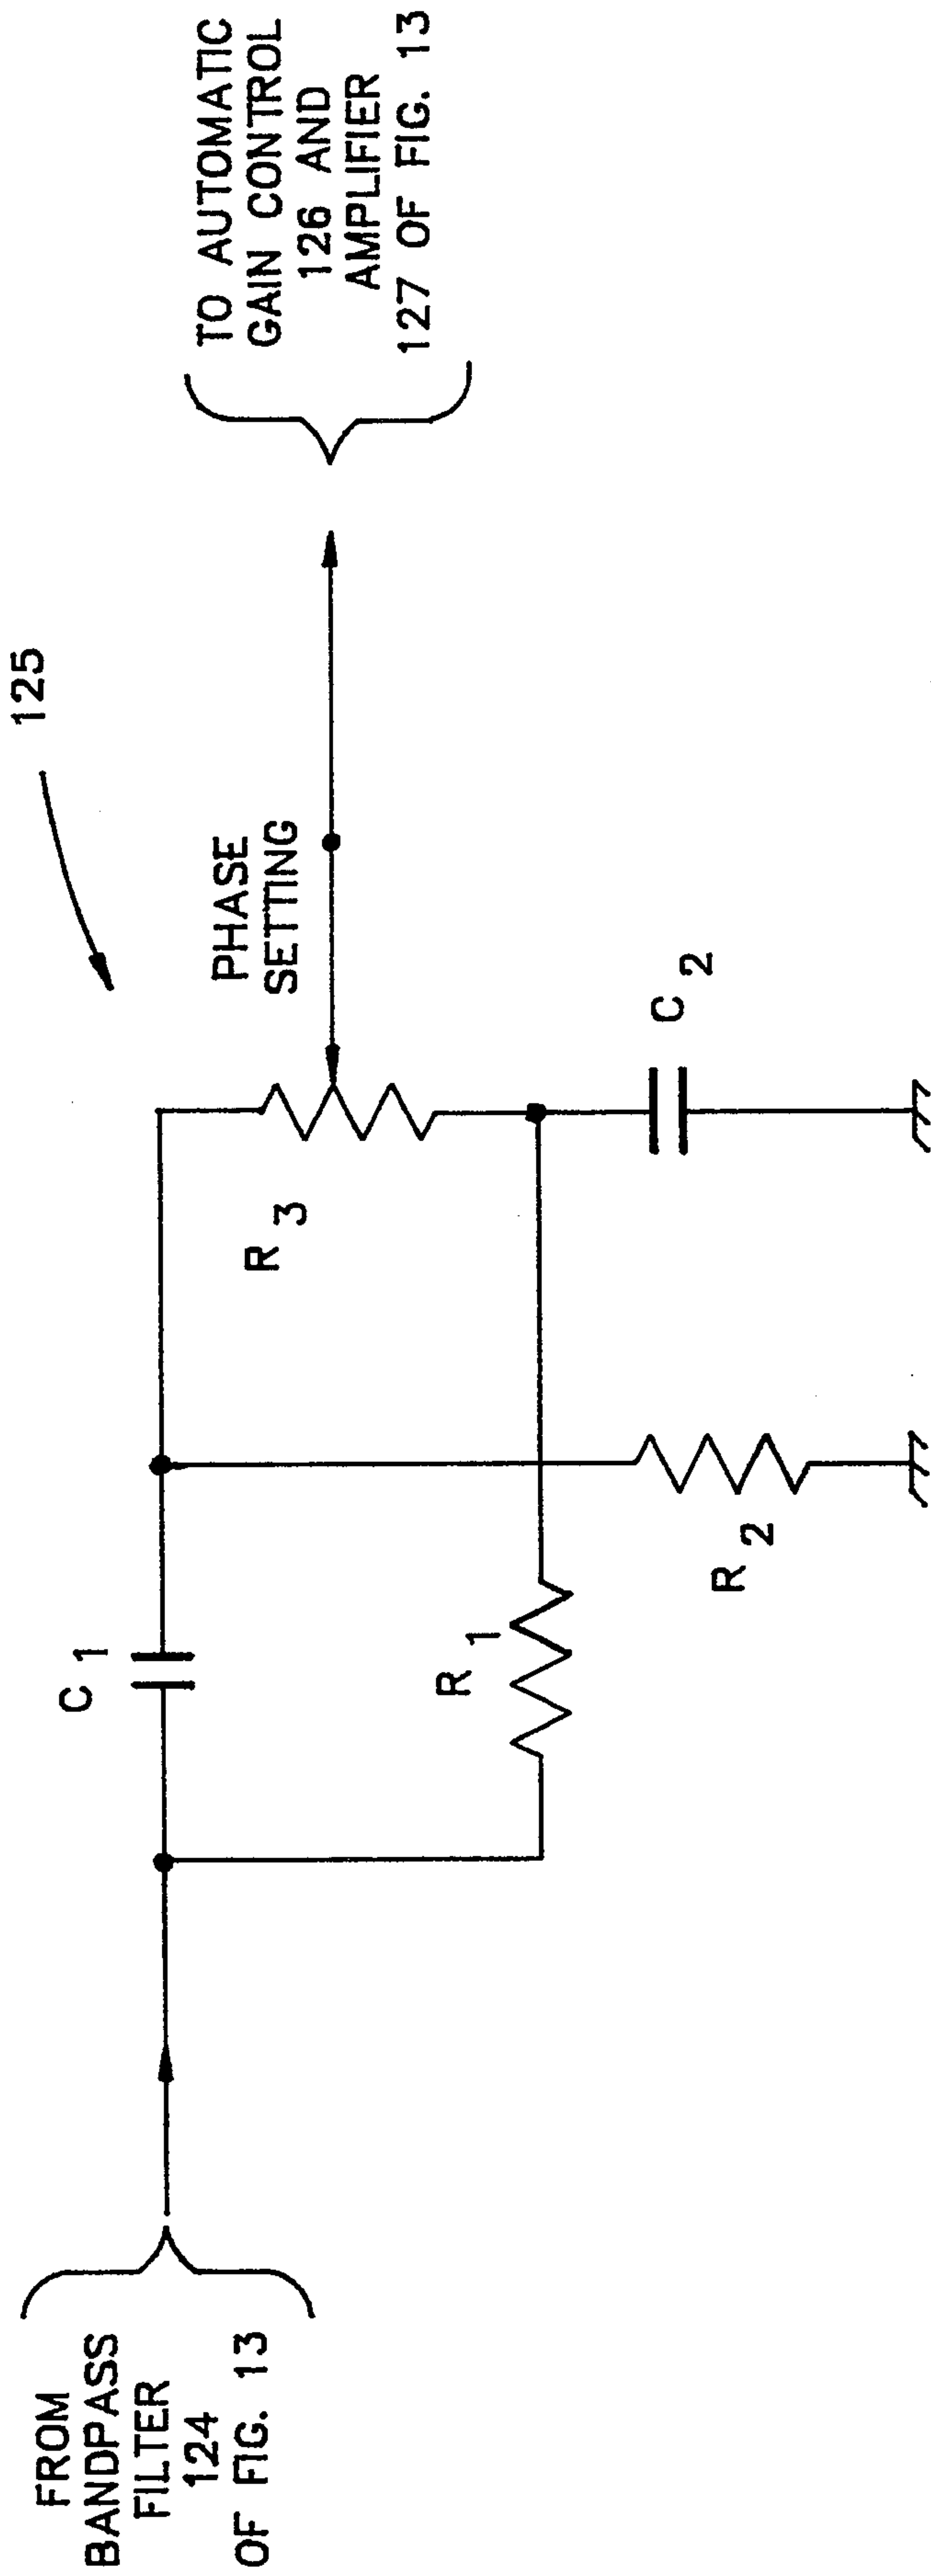 FROM
BANDPASS
FILTER
124
OF FIG. 13
C 1
R 1
R 2
R 3
C 2
PHASE
SETTING
125
TO AUTOMATIC
GAIN CONTROL
126 AND
AMPLIFIER
127 OF FIG. 13